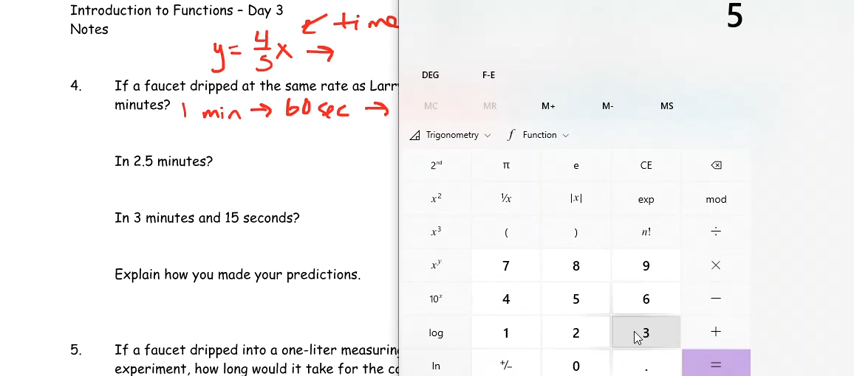 Introduction to Functions – Day 3
Notes
y = 4/5 x → ← time
4. If a faucet dripped at the same rate as Larr
minutes?
1 min → 60 sec →
In 2.5 minutes?
In 3 minutes and 15 seconds?
Explain how you made your predictions.
5. If a faucet dripped into a one-liter measuring
experiment, how long would it take for the c
5
DEG F-E
MC MR M+ M- MS
Trigonometry f Function
2ⁿᵈ π e CE
x² ⅟x |x| exp mod
x³ ( ) n! ÷
xʸ 7 8 9 ×
10ˣ 4 5 6 −
log 1 2 3 +
ln +/− 0 . =